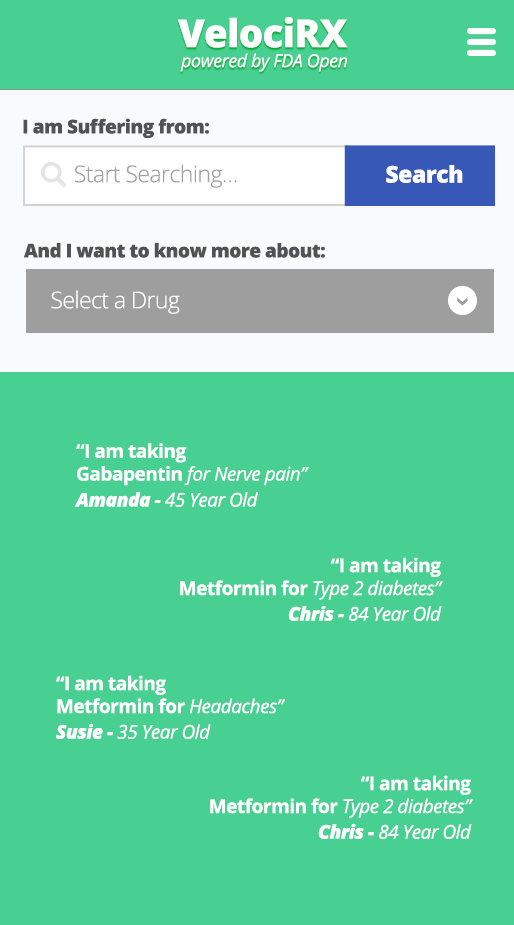 VelociRX
powered by FDA Open
I am Suffering from:
Start Searching...
Search
And I want to know more about:
Select a Drug
“I am taking
Gabapentin for Nerve pain”
Amanda - 45 Year Old
“I am taking
Metformin for Type 2 diabetes”
Chris - 84 Year Old
“I am taking
Metformin for Headaches”
Susie - 35 Year Old
“I am taking
Metformin for Type 2 diabetes”
Chris - 84 Year Old